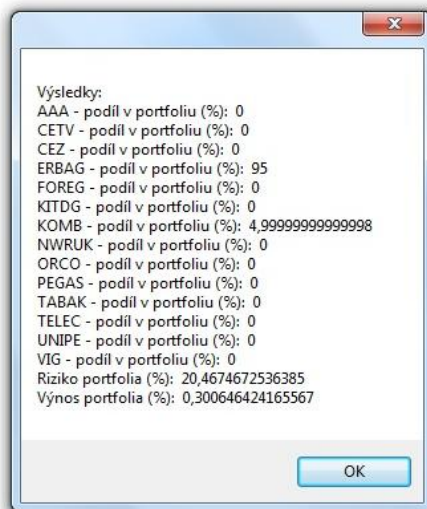 Výsledky:
AAA - podíl v portfoliu (%): 0
CETV - podíl v portfoliu (%): 0
CEZ - podíl v portfoliu (%): 0
ERBAG - podíl v portfoliu (%): 95
FOREG - podíl v portfoliu (%): 0
KITDG - podíl v portfoliu (%): 0
KOMB - podíl v portfoliu (%): 4,99999999999998
NWRUK - podíl v portfoliu (%): 0
ORCO - podíl v portfoliu (%): 0
PEGAS - podíl v portfoliu (%): 0
TABAK - podíl v portfoliu (%): 0
TELEC - podíl v portfoliu (%): 0
UNIPE - podíl v portfoliu (%): 0
VIG - podíl v portfoliu (%): 0
Riziko portfolia (%): 20,4674672536385
Výnos portfolia (%): 0,300646424165567
OK